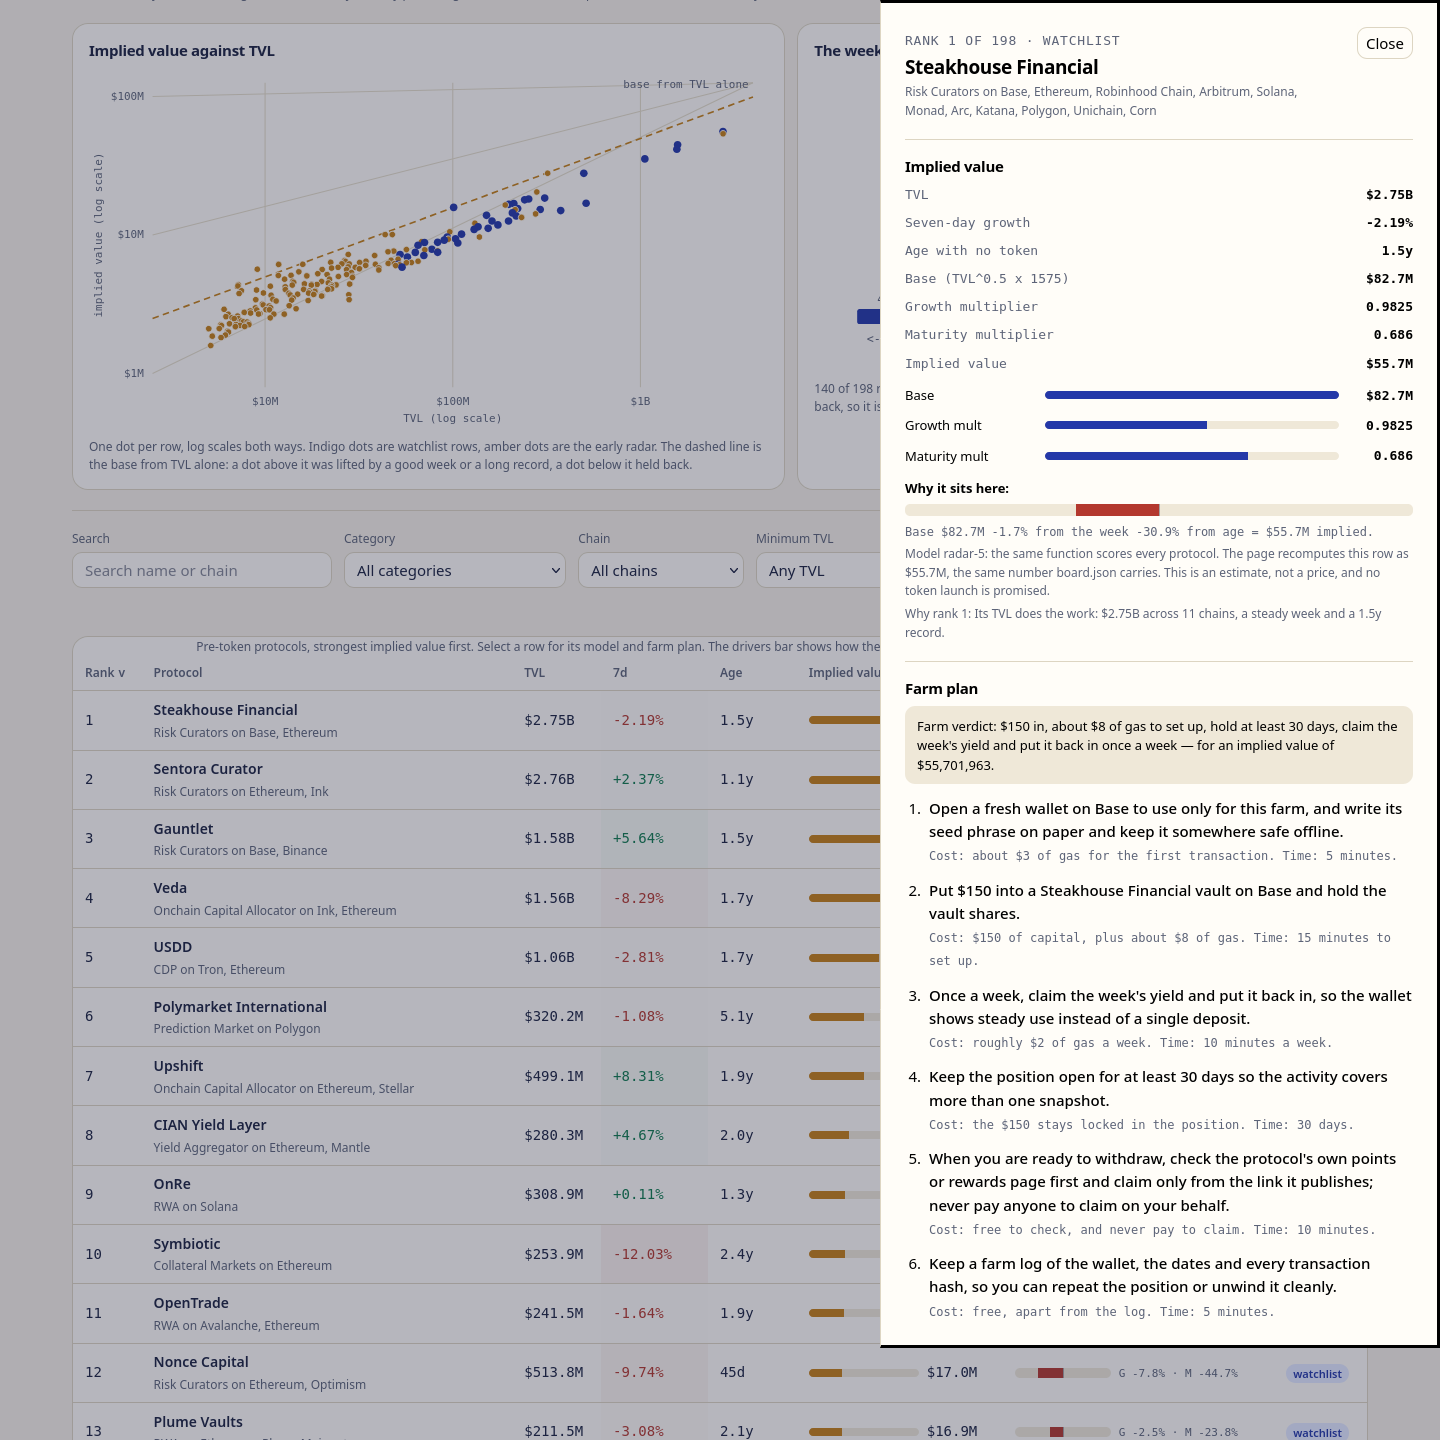 Implied value against TVL
base from TVL alone
$100M
$10M
$1M
implied value (log scale)
$10M
$100M
$1B
TVL (log scale)
One dot per row, log scales both ways. Indigo dots are watchlist rows, amber dots are the early radar. The dashed line is
the base from TVL alone: a dot above it was lifted by a good week or a long record, a dot below it held back.
The week
<-
140 of 198
back, so it is
Search
Category
Chain
Minimum TVL
Search name or chain
All categories
All chains
Any TVL
Pre-token protocols, strongest implied value first. Select a row for its model and farm plan. The drivers bar shows how the
Rank v
Protocol
TVL
7d
Age
Implied valu
1
Steakhouse Financial
Risk Curators on Base, Ethereum
$2.75B
-2.19%
1.5y
2
Sentora Curator
Risk Curators on Ethereum, Ink
$2.76B
+2.37%
1.1y
3
Gauntlet
Risk Curators on Base, Binance
$1.58B
+5.64%
1.5y
4
Veda
Onchain Capital Allocator on Ink, Ethereum
$1.56B
-8.29%
1.7y
5
USDD
CDP on Tron, Ethereum
$1.06B
-2.81%
1.7y
6
Polymarket International
Prediction Market on Polygon
$320.2M
-1.08%
5.1y
7
Upshift
Onchain Capital Allocator on Ethereum, Stellar
$499.1M
+8.31%
1.9y
8
CIAN Yield Layer
Yield Aggregator on Ethereum, Mantle
$280.3M
+4.67%
2.0y
9
OnRe
RWA on Solana
$308.9M
+0.11%
1.3y
10
Symbiotic
Collateral Markets on Ethereum
$253.9M
-12.03%
2.4y
11
OpenTrade
RWA on Avalanche, Ethereum
$241.5M
-1.64%
1.9y
12
Nonce Capital
Risk Curators on Ethereum, Optimism
$513.8M
-9.74%
45d
$17.0M
G -7.8% · M -44.7%
watchlist
13
Plume Vaults
$211.5M
-3.08%
2.1y
$16.9M
G -2.5% · M -23.8%
watchlist
RANK 1 OF 198 · WATCHLIST
Close
Steakhouse Financial
Risk Curators on Base, Ethereum, Robinhood Chain, Arbitrum, Solana,
Monad, Arc, Katana, Polygon, Unichain, Corn
Implied value
TVL
$2.75B
Seven-day growth
-2.19%
Age with no token
1.5y
Base (TVL^0.5 x 1575)
$82.7M
Growth multiplier
0.9825
Maturity multiplier
0.686
Implied value
$55.7M
Base
$82.7M
Growth mult
0.9825
Maturity mult
0.686
Why it sits here:
Base $82.7M -1.7% from the week -30.9% from age = $55.7M implied.
Model radar-5: the same function scores every protocol. The page recomputes this row as
$55.7M, the same number board.json carries. This is an estimate, not a price, and no
token launch is promised.
Why rank 1: Its TVL does the work: $2.75B across 11 chains, a steady week and a 1.5y
record.
Farm plan
Farm verdict: $150 in, about $8 of gas to set up, hold at least 30 days, claim the
week's yield and put it back in once a week — for an implied value of
$55,701,963.
1. Open a fresh wallet on Base to use only for this farm, and write its
seed phrase on paper and keep it somewhere safe offline.
Cost: about $3 of gas for the first transaction. Time: 5 minutes.
2. Put $150 into a Steakhouse Financial vault on Base and hold the
vault shares.
Cost: $150 of capital, plus about $8 of gas. Time: 15 minutes to
set up.
3. Once a week, claim the week's yield and put it back in, so the wallet
shows steady use instead of a single deposit.
Cost: roughly $2 of gas a week. Time: 10 minutes a week.
4. Keep the position open for at least 30 days so the activity covers
more than one snapshot.
Cost: the $150 stays locked in the position. Time: 30 days.
5. When you are ready to withdraw, check the protocol's own points
or rewards page first and claim only from the link it publishes;
never pay anyone to claim on your behalf.
Cost: free to check, and never pay to claim. Time: 10 minutes.
6. Keep a farm log of the wallet, the dates and every transaction
hash, so you can repeat the position or unwind it cleanly.
Cost: free, apart from the log. Time: 5 minutes.